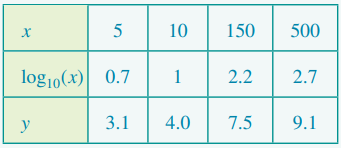 x 5 10 150 500
log₁₀(x) 0.7 1 2.2 2.7
y 3.1 4.0 7.5 9.1